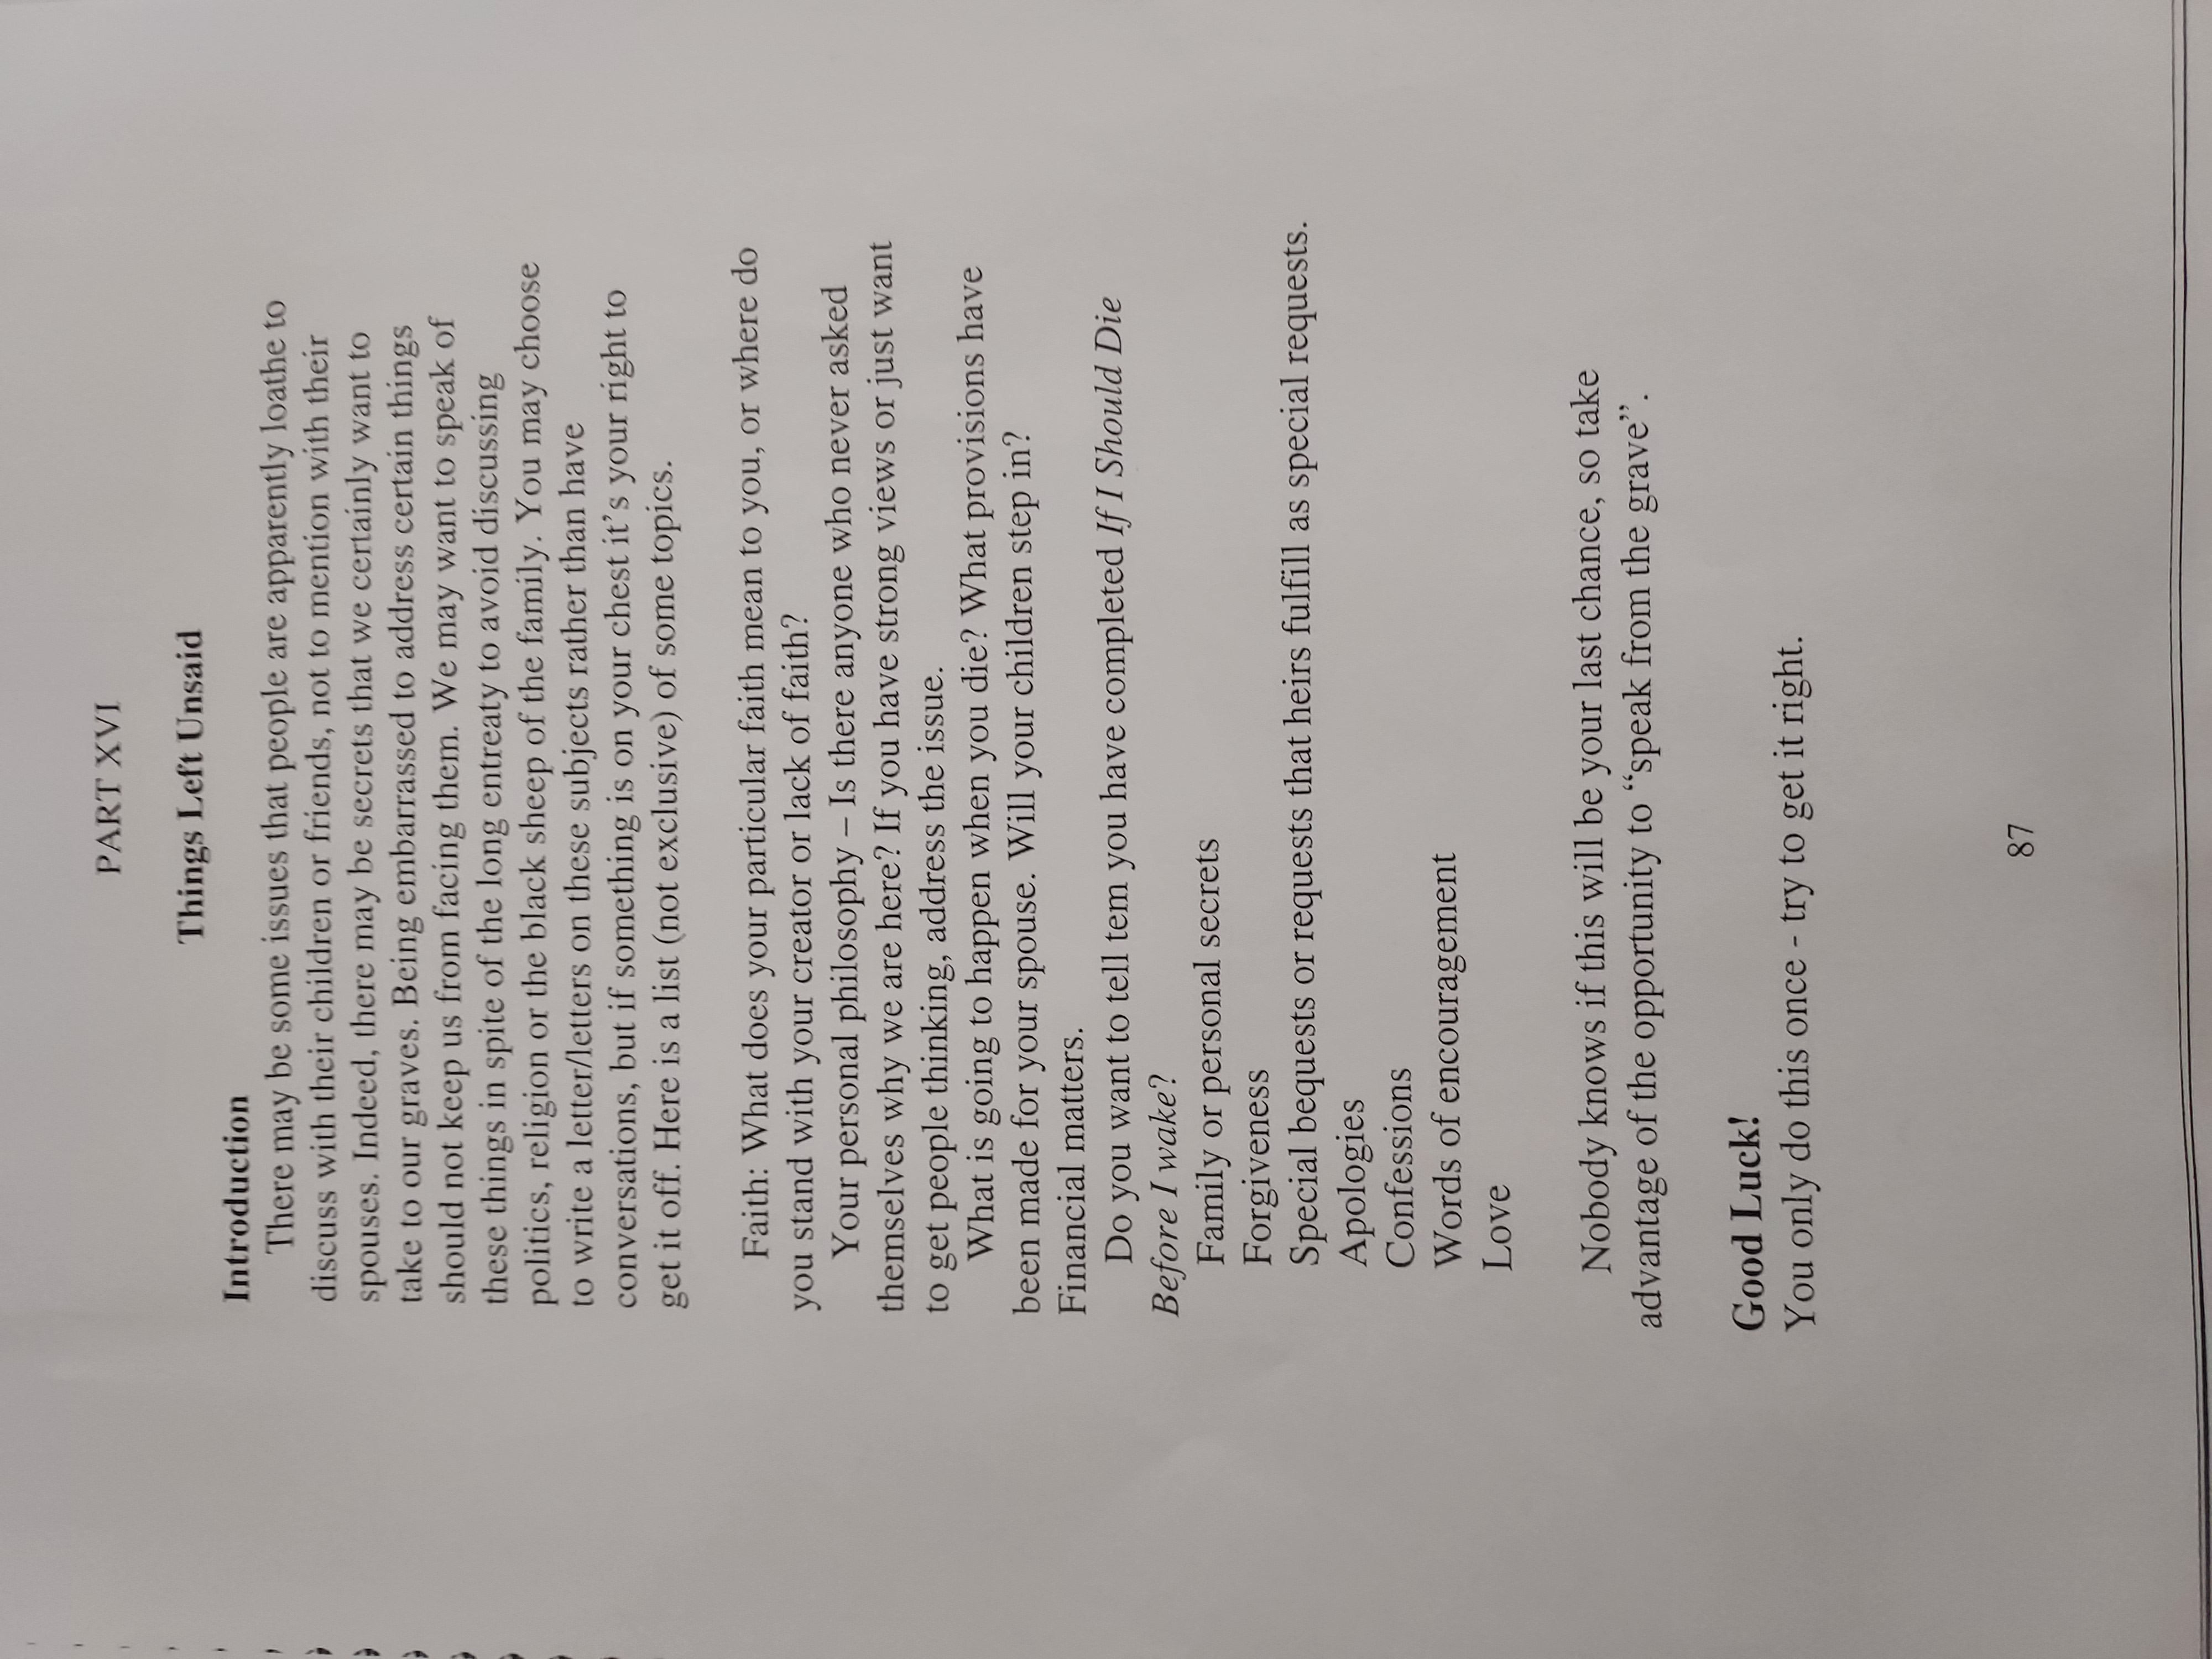 PART XVI
Things Left Unsaid
Introduction
There may be some issues that people are apparently loathe to
discuss with their children or friends, not to mention with their
spouses. Indeed, there may be secrets that we certainly want to
take to our graves. Being embarrassed to address certain things
should not keep us from facing them. We may want to speak of
these things in spite of the long entreaty to avoid discussing
politics, religion or the black sheep of the family. You may choose
to write a letter/letters on these subjects rather than have
conversations, but if something is on your chest it’s your right to
get it off. Here is a list (not exclusive) of some topics.
Faith: What does your particular faith mean to you, or where do
you stand with your creator or lack of faith?
Your personal philosophy – Is there anyone who never asked
themselves why we are here? If you have strong views or just want
to get people thinking, address the issue.
What is going to happen when you die? What provisions have
been made for your spouse. Will your children step in?
Financial matters.
Do you want to tell tem you have completed If I Should Die
Before I wake?
Family or personal secrets
Forgiveness
Special bequests or requests that heirs fulfill as special requests.
Apologies
Confessions
Words of encouragement
Love
Nobody knows if this will be your last chance, so take
advantage of the opportunity to “speak from the grave”.
Good Luck!
You only do this once - try to get it right.
87